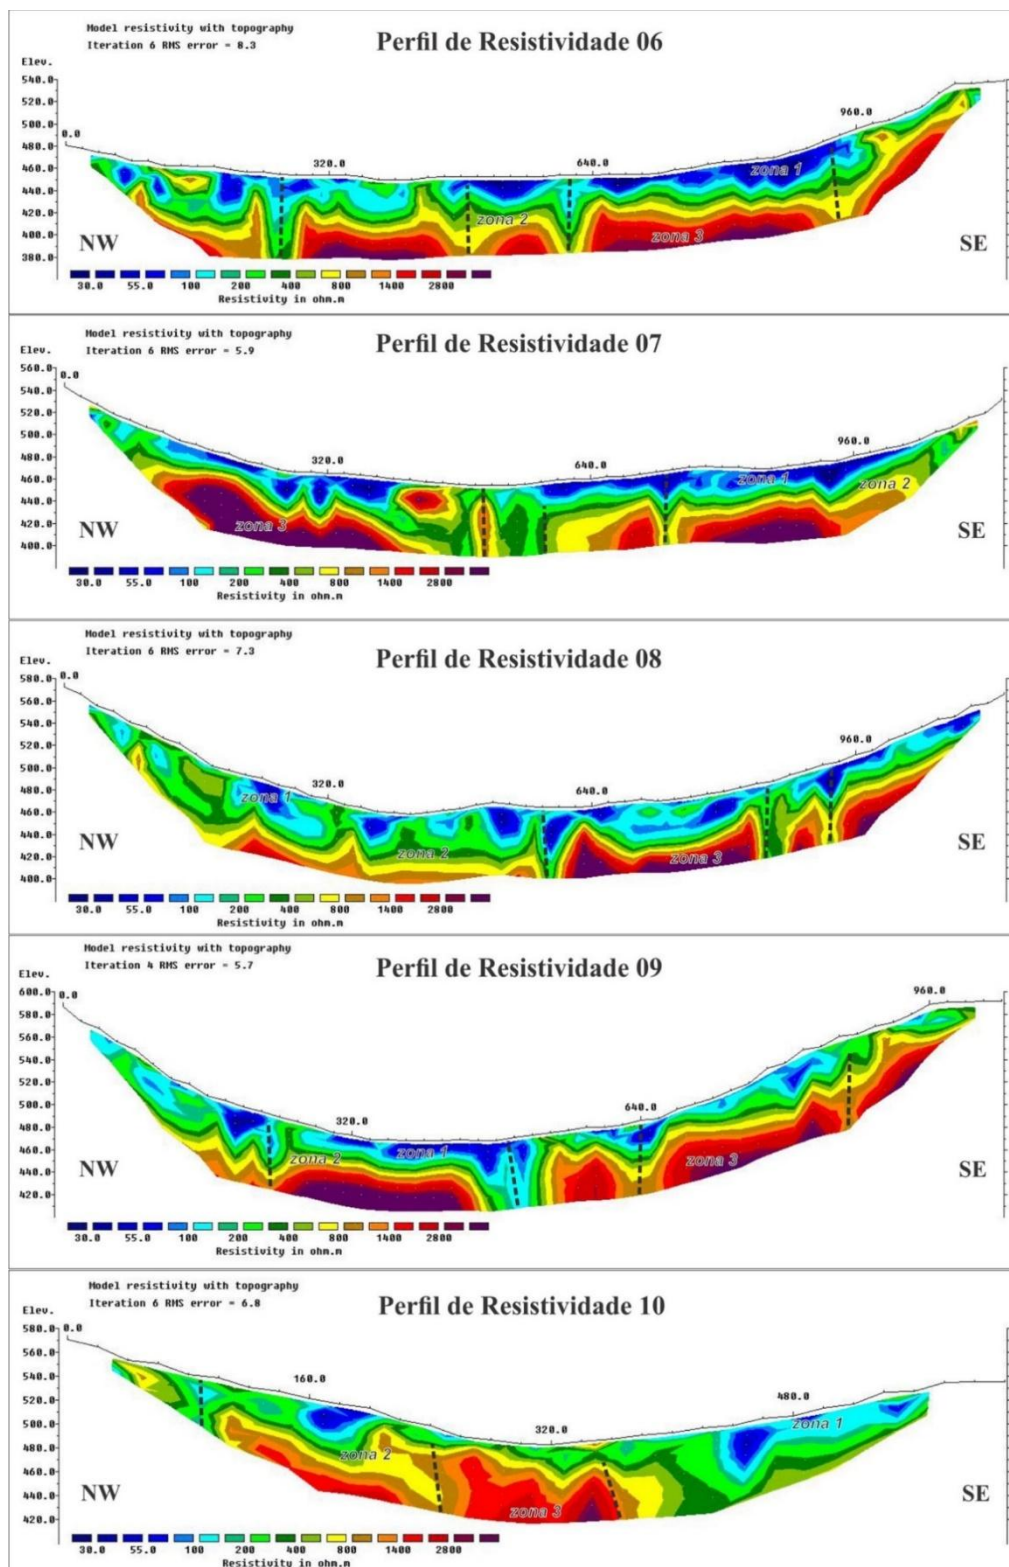 Model resistivity with topography
Iteration 6 RMS error = 8.3
Perfil de Resistividade 06
Elev.
540.0
520.0
500.0
480.0
460.0
440.0
420.0
400.0
380.0
0.0
320.0
640.0
960.0
zona 1
zona 2
zona 3
NW
SE
30.0 55.0 100 200 400 800 1400 2800
Resistivity in ohm.m
Model resistivity with topography
Iteration 6 RMS error = 5.9
Perfil de Resistividade 07
Elev.
560.0
540.0
520.0
500.0
480.0
460.0
440.0
420.0
400.0
0.0
320.0
640.0
960.0
zona 1
zona 2
zona 3
NW
SE
30.0 55.0 100 200 400 800 1400 2800
Resistivity in ohm.m
Model resistivity with topography
Iteration 6 RMS error = 7.3
Perfil de Resistividade 08
Elev.
580.0
560.0
540.0
520.0
500.0
480.0
460.0
440.0
420.0
400.0
0.0
320.0
640.0
960.0
zona 1
zona 2
zona 3
NW
SE
30.0 55.0 100 200 400 800 1400 2800
Resistivity in ohm.m
Model resistivity with topography
Iteration 4 RMS error = 5.7
Perfil de Resistividade 09
Elev.
600.0
580.0
560.0
540.0
520.0
500.0
480.0
460.0
440.0
420.0
0.0
320.0
640.0
960.0
zona 1
zona 2
zona 3
NW
SE
30.0 55.0 100 200 400 800 1400 2800
Resistivity in ohm.m
Model resistivity with topography
Iteration 6 RMS error = 6.8
Perfil de Resistividade 10
Elev.
580.0
560.0
540.0
520.0
500.0
480.0
460.0
440.0
420.0
0.0
160.0
320.0
480.0
zona 1
zona 2
zona 3
NW
SE
30.0 55.0 100 200 400 800 1400 2800
Resistivity in ohm.m